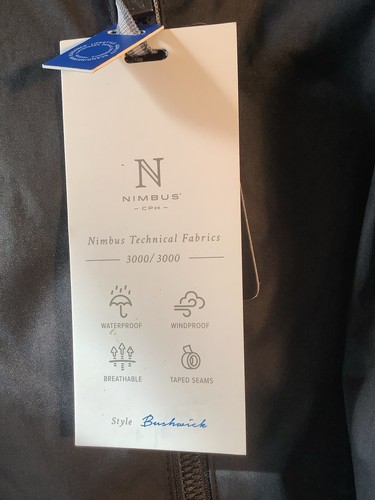 N
NIMBUS®
- CPH -
Nimbus Technical Fabrics
3000/3000
WATERPROOF
WINDPROOF
BREATHABLE
TAPED SEAMS
Style Bushwick